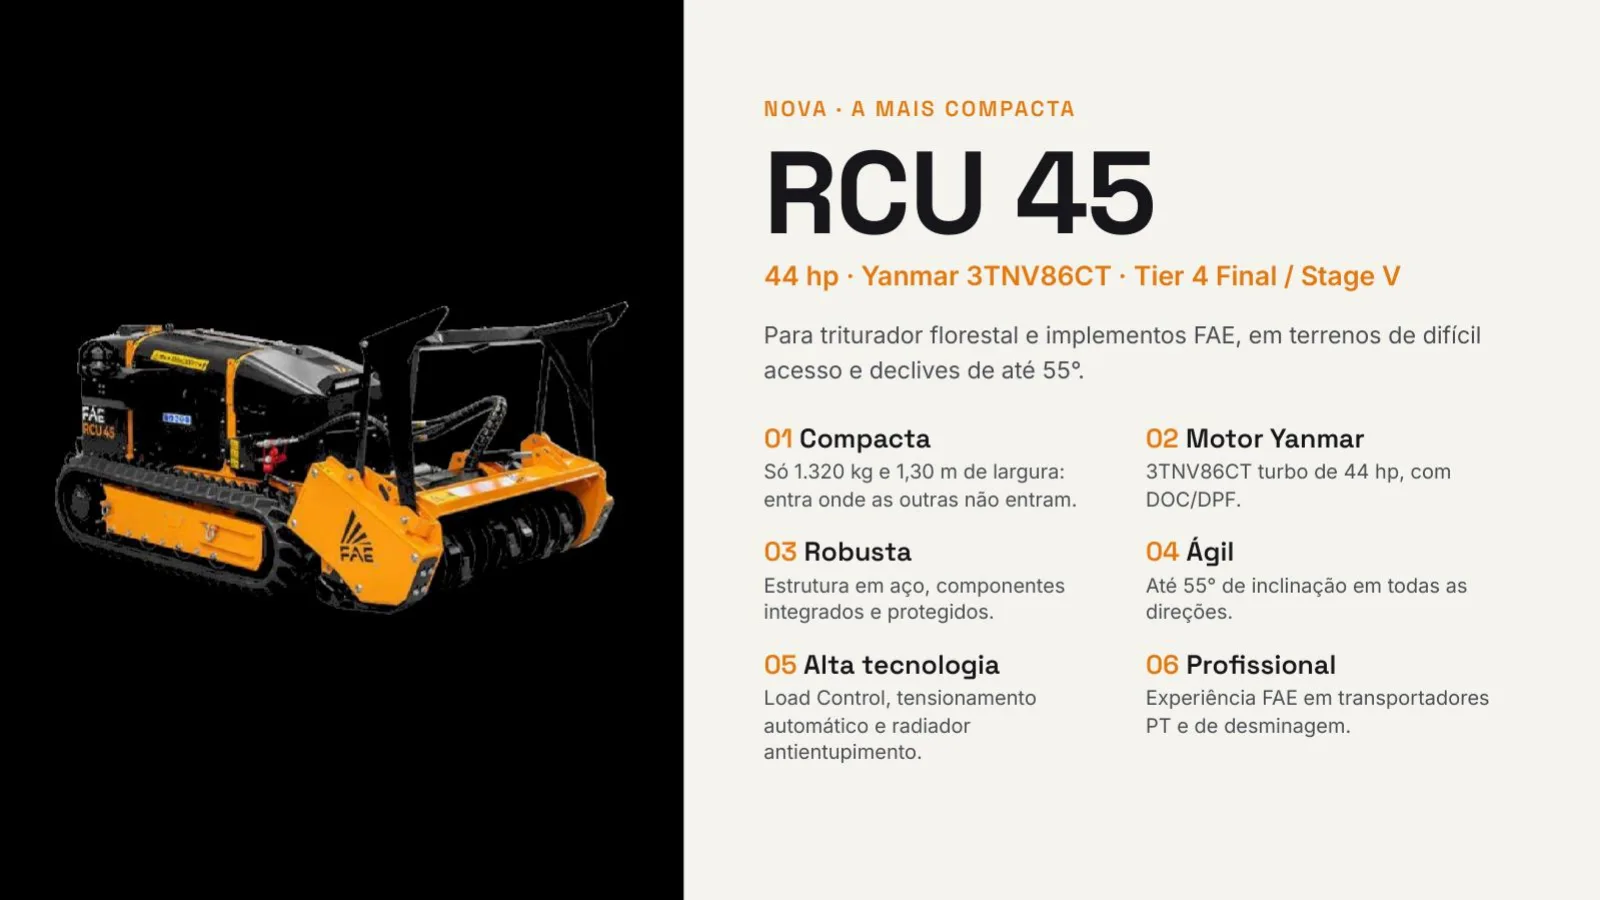 NOVA · A MAIS COMPACTA
RCU 45
44 hp · Yanmar 3TNV86CT · Tier 4 Final / Stage V
Para triturador florestal e implementos FAE, em terrenos de difícil
acesso e declives de até 55°.
01 Compacta
Só 1.320 kg e 1,30 m de largura:
entra onde as outras não entram.
02 Motor Yanmar
3TNV86CT turbo de 44 hp, com
DOC/DPF.
03 Robusta
Estrutura em aço, componentes
integrados e protegidos.
04 Ágil
Até 55° de inclinação em todas as
direções.
05 Alta tecnologia
Load Control, tensionamento
automático e radiador
antientupimento.
06 Profissional
Experiência FAE em transportadores
PT e de desminagem.
FAE
RCU 45
FAE